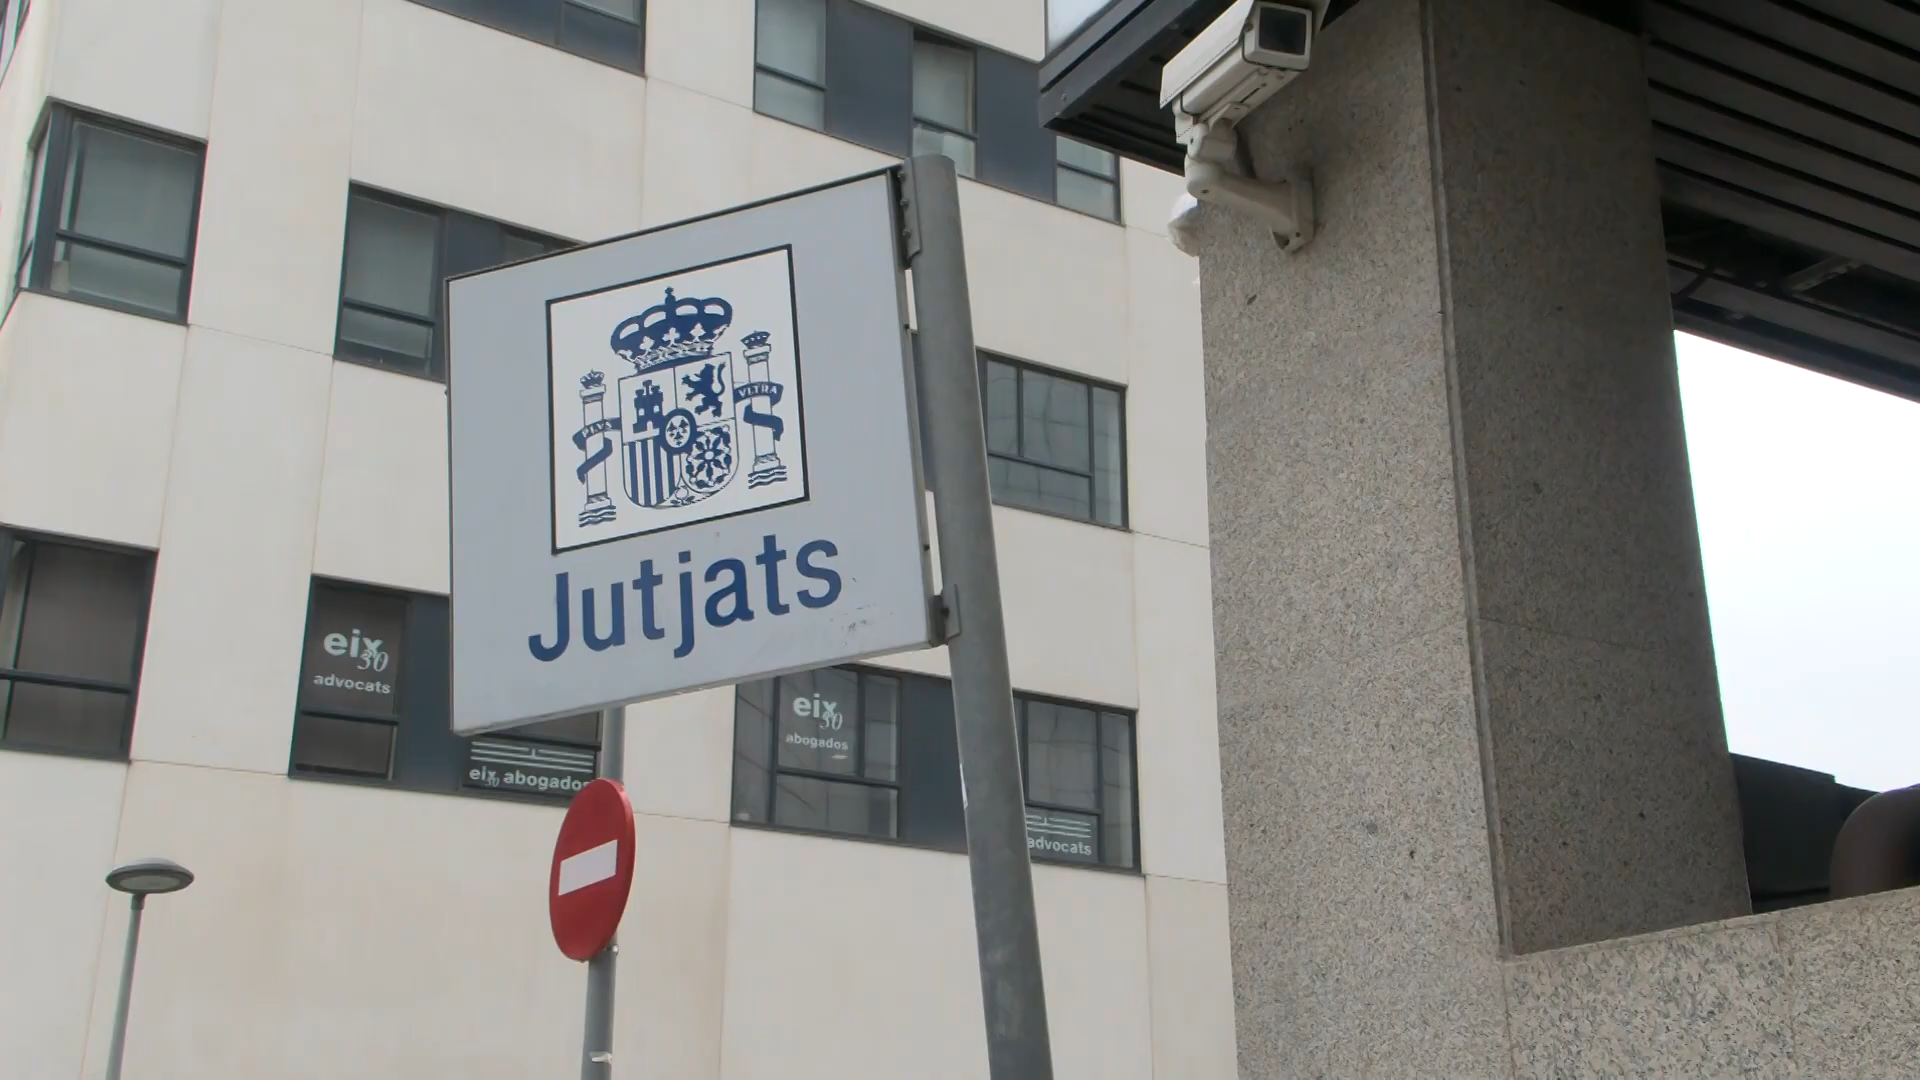 PLVS
VLTRA
Jutjats
eix
30
advocats
eix
30
abogados
eix 30 abogados
advocats